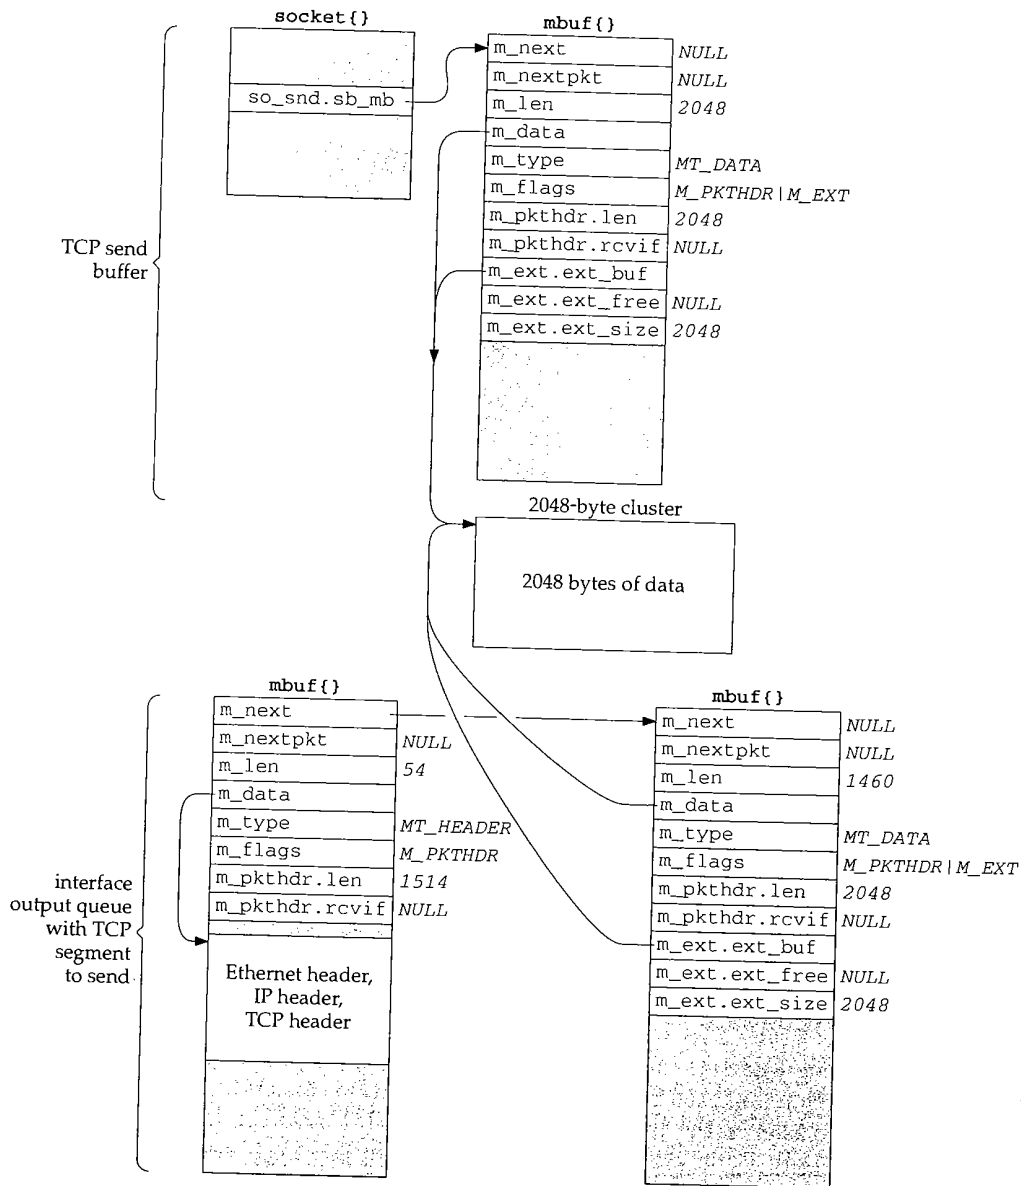 socket{}
so_snd.sb_mb
mbuf{}
m_next NULL
m_nextpkt NULL
m_len 2048
m_data
m_type MT_DATA
m_flags M_PKTHDR|M_EXT
m_pkthdr.len 2048
m_pkthdr.rcvif NULL
m_ext.ext_buf
m_ext.ext_free NULL
m_ext.ext_size 2048
TCP send
buffer
2048-byte cluster
2048 bytes of data
mbuf{}
m_next
m_nextpkt NULL
m_len 54
m_data
m_type MT_HEADER
m_flags M_PKTHDR
m_pkthdr.len 1514
m_pkthdr.rcvif NULL
Ethernet header,
IP header,
TCP header
interface
output queue
with TCP
segment
to send
mbuf{}
m_next NULL
m_nextpkt NULL
m_len 1460
m_data
m_type MT_DATA
m_flags M_PKTHDR|M_EXT
m_pkthdr.len 2048
m_pkthdr.rcvif NULL
m_ext.ext_buf
m_ext.ext_free NULL
m_ext.ext_size 2048